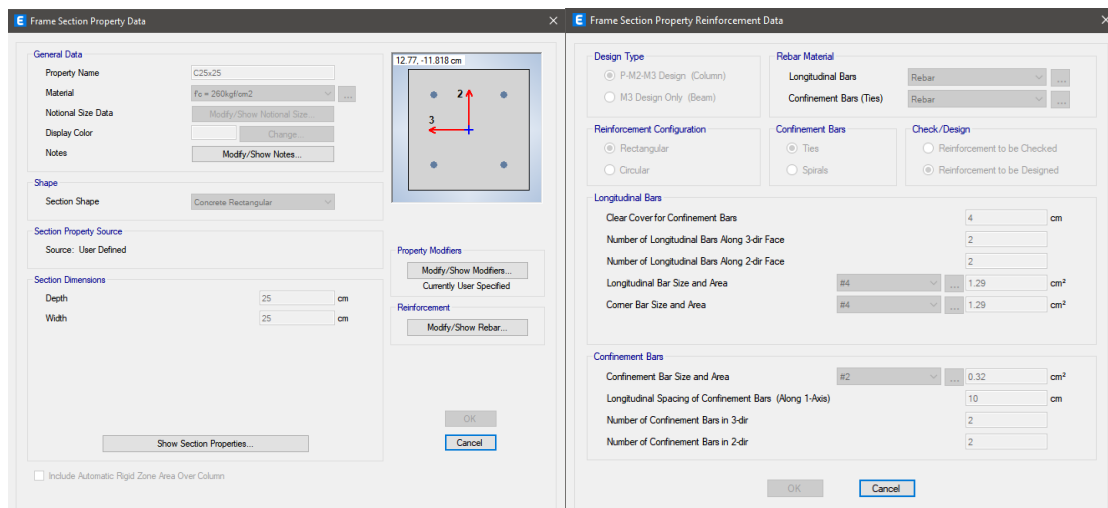 Frame Section Property Data
General Data
Property Name C25x25
Material f'c = 260kgf/cm2 ...
Notional Size Data Modify/Show Notional Size...
Display Color Change...
Notes Modify/Show Notes...
Shape
Section Shape Concrete Rectangular
Section Property Source
Source: User Defined
Section Dimensions
Depth 25 cm
Width 25 cm
Show Section Properties...
Include Automatic Rigid Zone Area Over Column
12.77, -11.818 cm
2
3
Property Modifiers
Modify/Show Modifiers...
Currently User Specified
Reinforcement
Modify/Show Rebar...
OK
Cancel
Frame Section Property Reinforcement Data
Design Type
P-M2-M3 Design (Column)
M3 Design Only (Beam)
Rebar Material
Longitudinal Bars Rebar ...
Confinement Bars (Ties) Rebar ...
Reinforcement Configuration
Rectangular
Circular
Confinement Bars
Ties
Spirals
Check/Design
Reinforcement to be Checked
Reinforcement to be Designed
Longitudinal Bars
Clear Cover for Confinement Bars 4 cm
Number of Longitudinal Bars Along 3-dir Face 2
Number of Longitudinal Bars Along 2-dir Face 2
Longitudinal Bar Size and Area #4 ... 1.29 cm²
Corner Bar Size and Area #4 ... 1.29 cm²
Confinement Bars
Confinement Bar Size and Area #2 ... 0.32 cm²
Longitudinal Spacing of Confinement Bars (Along 1-Axis) 10 cm
Number of Confinement Bars in 3-dir 2
Number of Confinement Bars in 2-dir 2
OK
Cancel